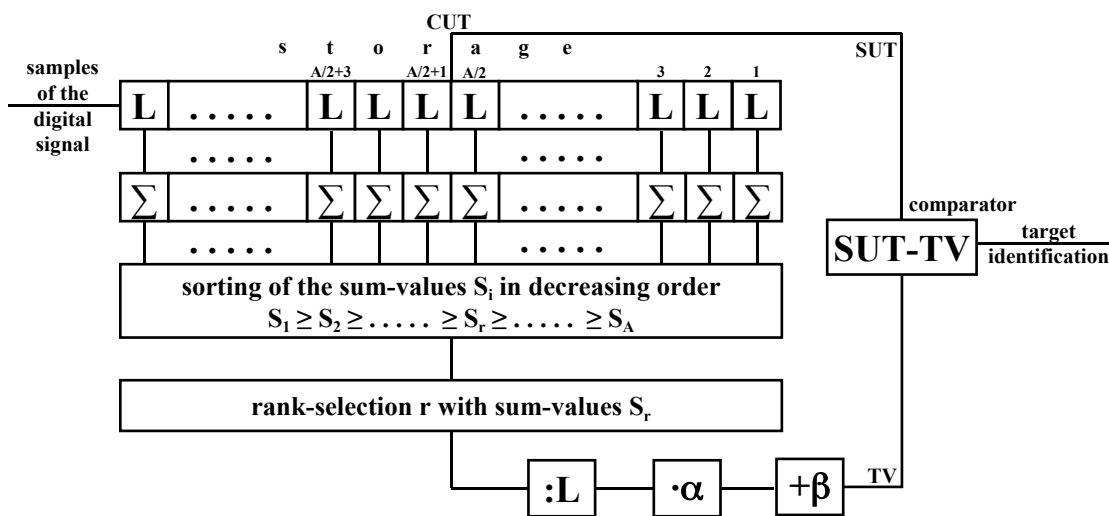 CUT
s t o r a g e
SUT
samples
of the
digital
signal
A/2+3 A/2+1 A/2 3 2 1
L ..... L L L L ..... L L L
..... .....
∑ ..... ∑ ∑ ∑ ∑ ..... ∑ ∑ ∑
..... .....
comparator
SUT-TV
target
identification
sorting of the sum-values Sᵢ in decreasing order
S₁ ≥ S₂ ≥ ..... ≥ Sᵣ ≥ ..... ≥ S_A
rank-selection r with sum-values Sᵣ
:L ·α +β TV